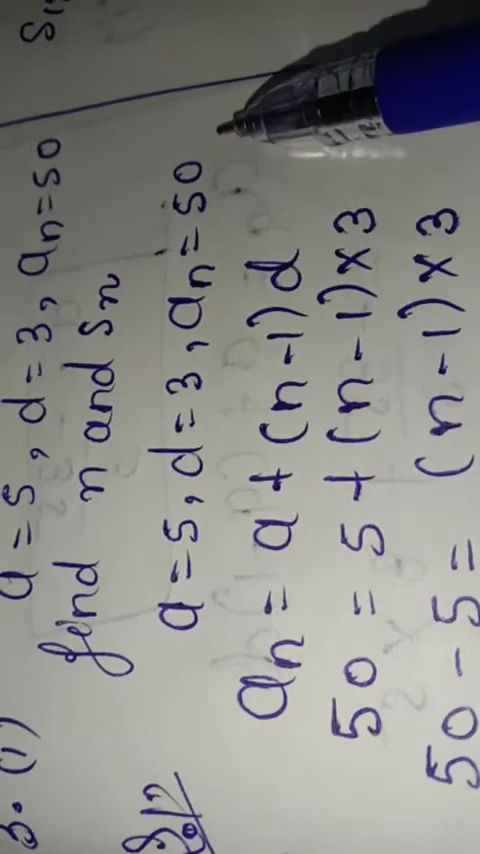 3. (i) a = 5, d = 3, an = 50
find n and Sn
Sol^n a = 5, d = 3, an = 50
an = a + (n - 1) d
50 = 5 + (n - 1) × 3
50 - 5 = (n - 1) × 3